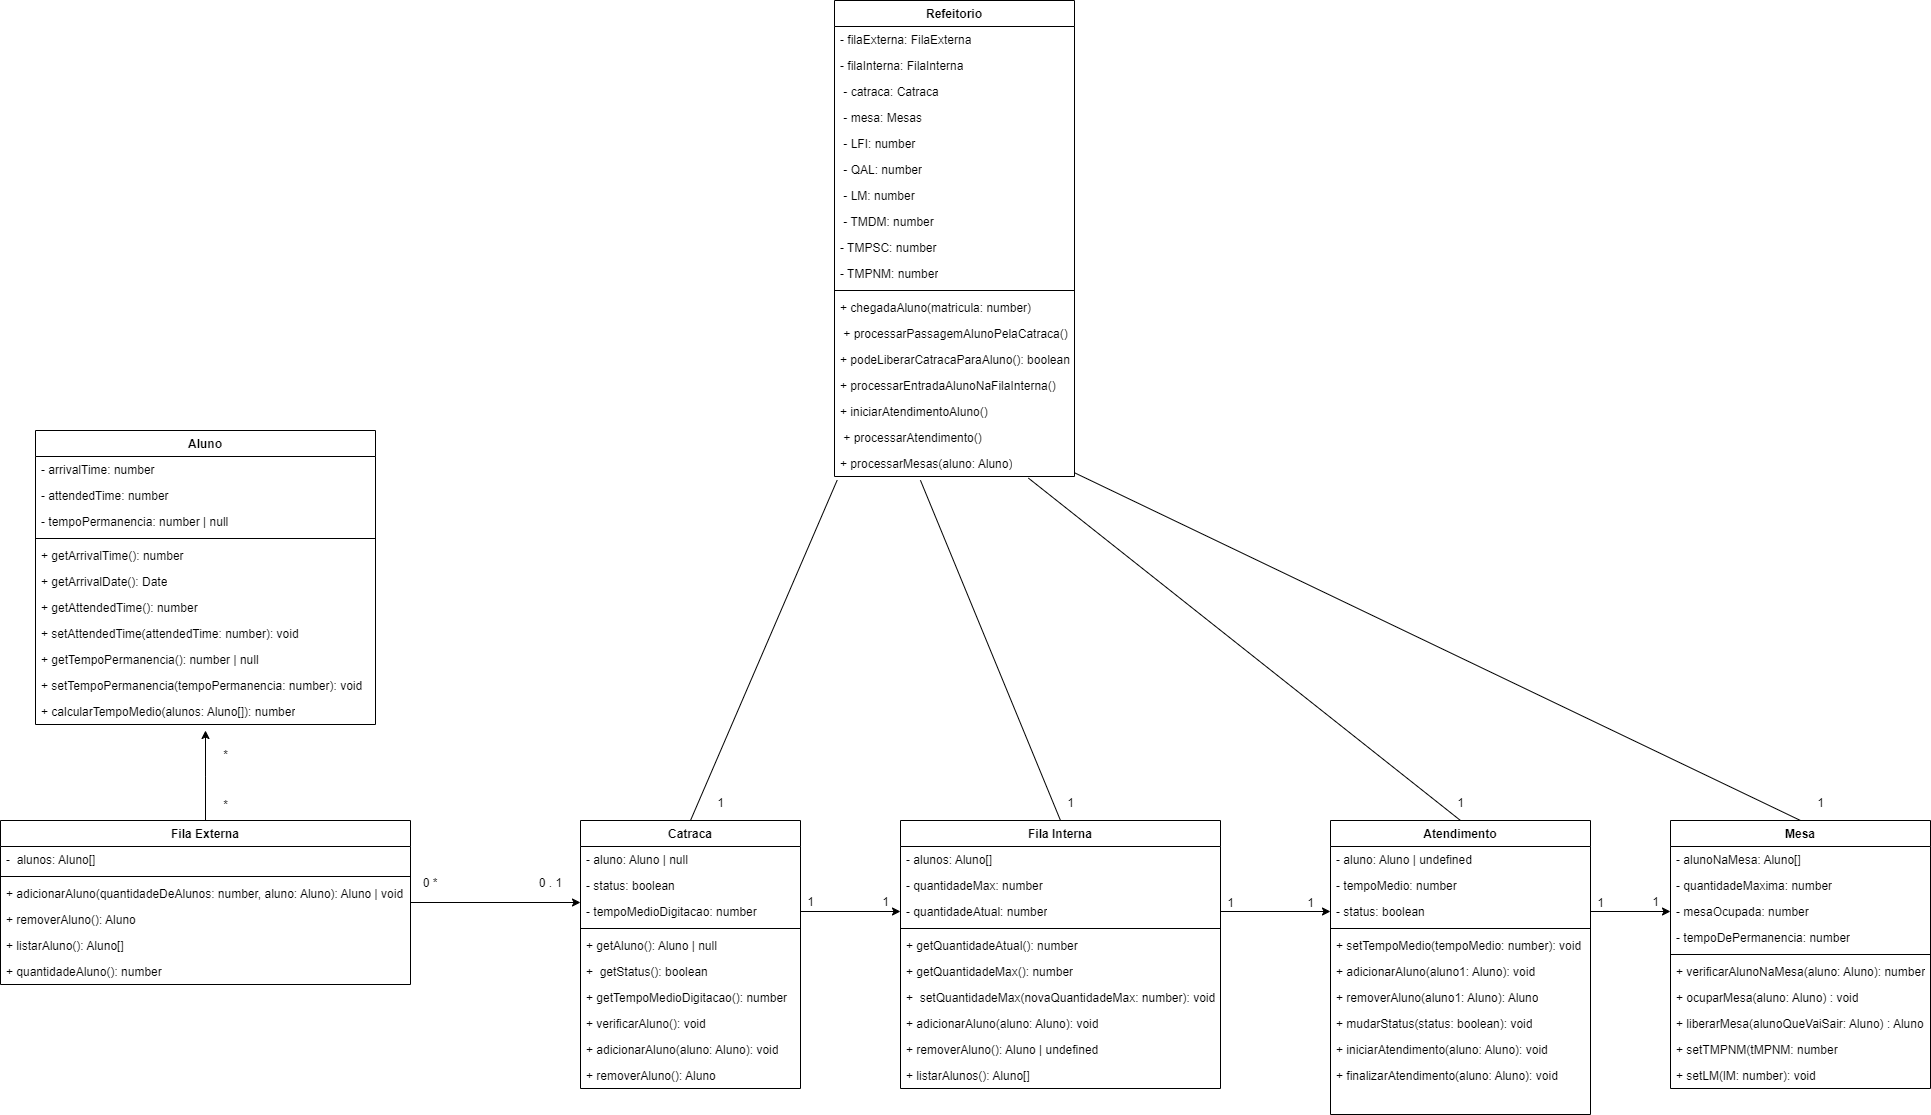 Refeitorio
- filaExterna: FilaExterna
- filaInterna: FilaInterna
- catraca: Catraca
- mesa: Mesas
- LFI: number
- QAL: number
- LM: number
- TMDM: number
- TMPSC: number
- TMPNM: number
+ chegadaAluno(matricula: number)
+ processarPassagemAlunoPelaCatraca()
+ podeLiberarCatracaParaAluno(): boolean
+ processarEntradaAlunoNaFilaInterna()
+ iniciarAtendimentoAluno()
+ processarAtendimento()
+ processarMesas(aluno: Aluno)
Aluno
- arrivalTime: number
- attendedTime: number
- tempoPermanencia: number | null
+ getArrivalTime(): number
+ getArrivalDate(): Date
+ getAttendedTime(): number
+ setAttendedTime(attendedTime: number): void
+ getTempoPermanencia(): number | null
+ setTempoPermanencia(tempoPermanencia: number): void
+ calcularTempoMedio(alunos: Aluno[]): number
*
*
1
1
1
1
Fila Externa
- alunos: Aluno[]
+ adicionarAluno(quantidadeDeAlunos: number, aluno: Aluno): Aluno | void
+ removerAluno(): Aluno
+ listarAluno(): Aluno[]
+ quantidadeAluno(): number
0 *
0 . 1
Catraca
- aluno: Aluno | null
- status: boolean
- tempoMedioDigitacao: number
+ getAluno(): Aluno | null
+ getStatus(): boolean
+ getTempoMedioDigitacao(): number
+ verificarAluno(): void
+ adicionarAluno(aluno: Aluno): void
+ removerAluno(): Aluno
1
1
Fila Interna
- alunos: Aluno[]
- quantidadeMax: number
- quantidadeAtual: number
+ getQuantidadeAtual(): number
+ getQuantidadeMax(): number
+ setQuantidadeMax(novaQuantidadeMax: number): void
+ adicionarAluno(aluno: Aluno): void
+ removerAluno(): Aluno | undefined
+ listarAlunos(): Aluno[]
1
1
Atendimento
- aluno: Aluno | undefined
- tempoMedio: number
- status: boolean
+ setTempoMedio(tempoMedio: number): void
+ adicionarAluno(aluno1: Aluno): void
+ removerAluno(aluno1: Aluno): Aluno
+ mudarStatus(status: boolean): void
+ iniciarAtendimento(aluno: Aluno): void
+ finalizarAtendimento(aluno: Aluno): void
1
1
Mesa
- alunoNaMesa: Aluno[]
- quantidadeMaxima: number
- mesaOcupada: number
- tempoDePermanencia: number
+ verificarAlunoNaMesa(aluno: Aluno): number
+ ocuparMesa(aluno: Aluno) : void
+ liberarMesa(alunoQueVaiSair: Aluno) : Aluno
+ setTMPNM(tMPNM: number
+ setLM(lM: number): void